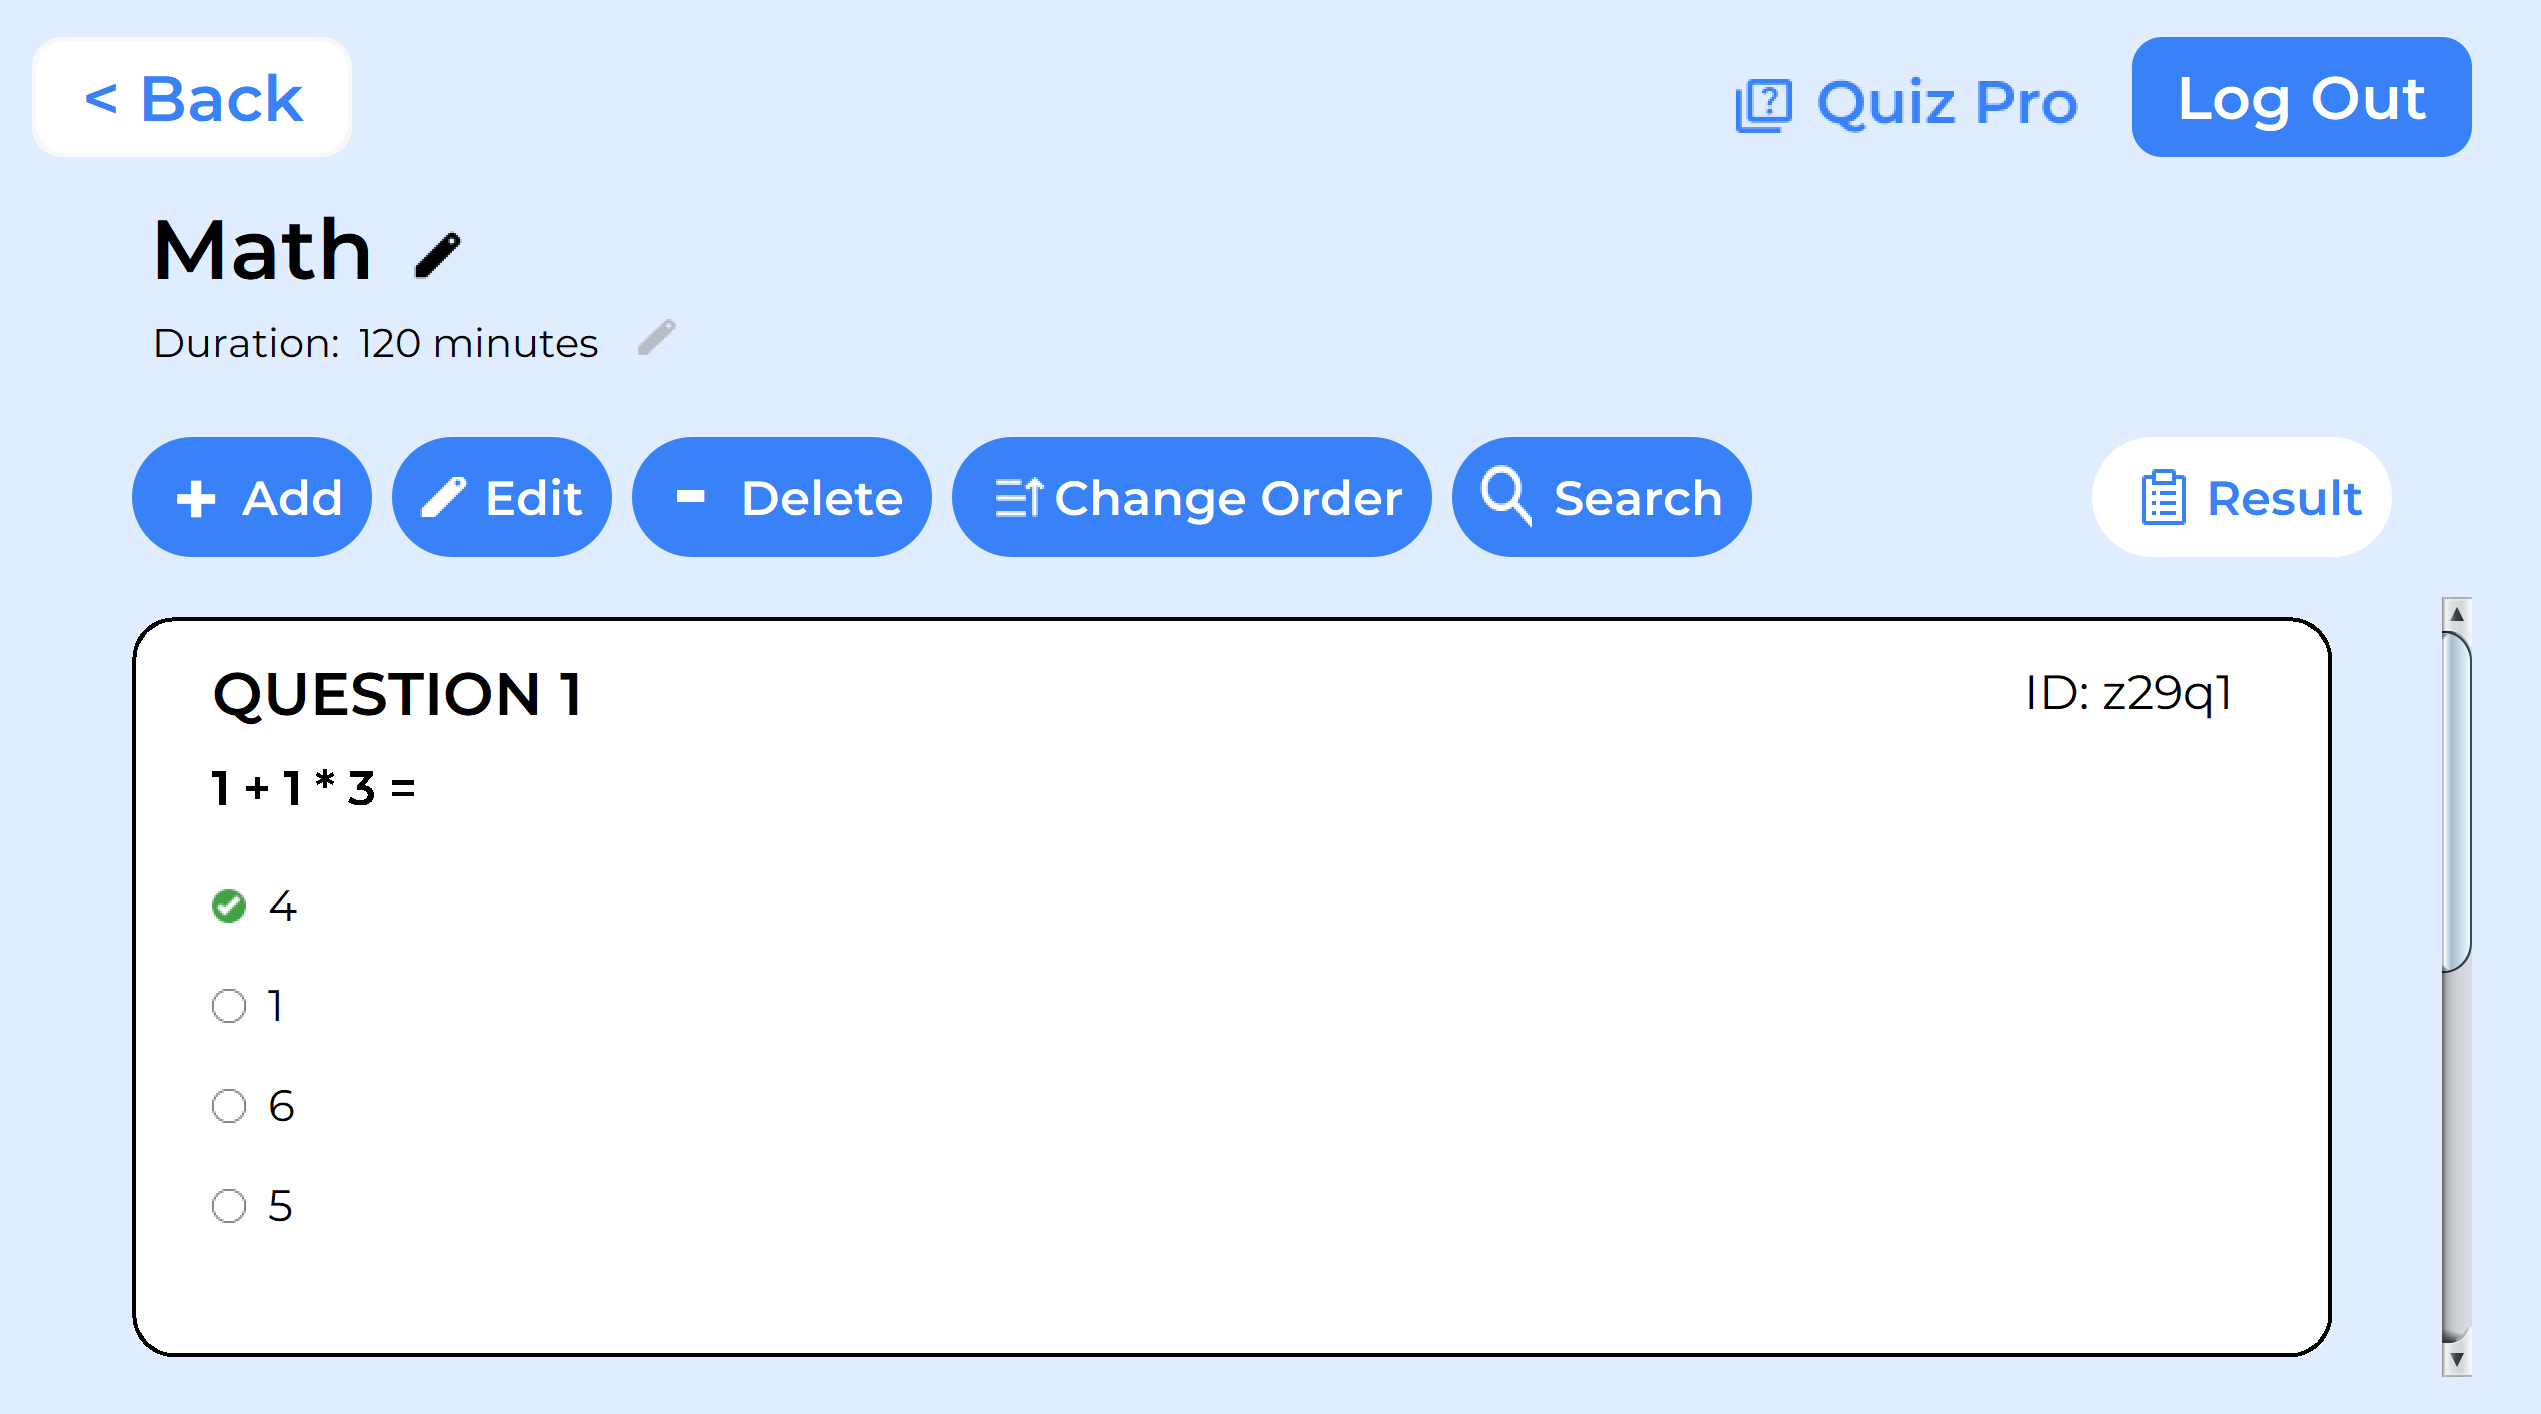 < Back
Quiz Pro
Log Out
Math
Duration: 120 minutes
+ Add
Edit
- Delete
Change Order
Search
Result
QUESTION 1
ID: z29q1
1 + 1 * 3 =
4
1
6
5